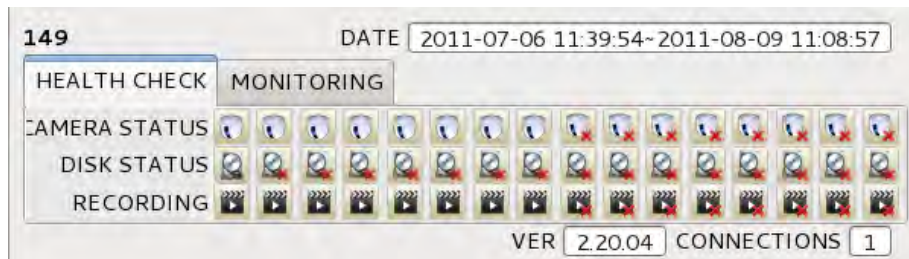 149 DATE 2011-07-06 11:39:54~2011-08-09 11:08:57
HEALTH CHECK MONITORING
CAMERA STATUS
DISK STATUS
RECORDING
VER 2.20.04 CONNECTIONS 1